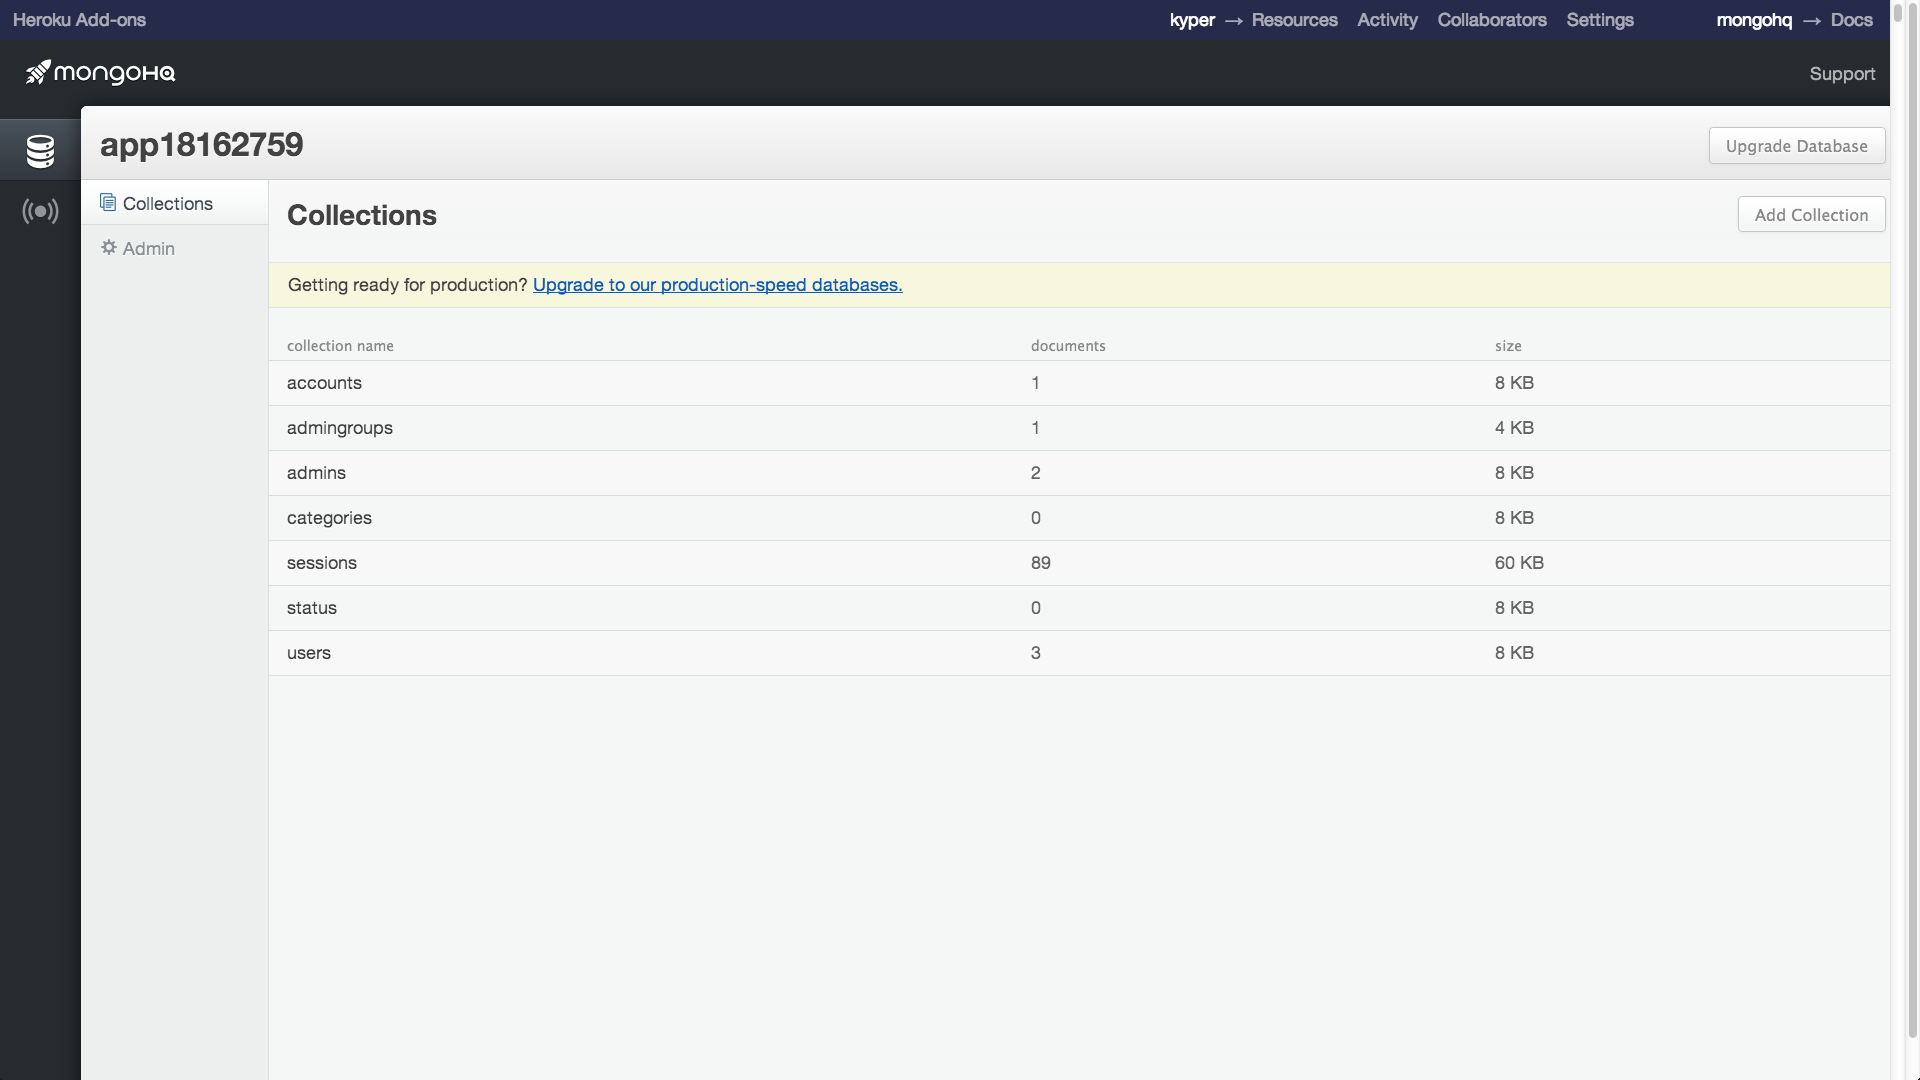 Heroku Add-ons
kyper → Resources Activity Collaborators Settings mongohq → Docs
mongoHQ
Support
app18162759
Upgrade Database
Collections
Admin
Collections
Add Collection
Getting ready for production? Upgrade to our production-speed databases.
collection name documents size
accounts 1 8 KB
admingroups 1 4 KB
admins 2 8 KB
categories 0 8 KB
sessions 89 60 KB
status 0 8 KB
users 3 8 KB